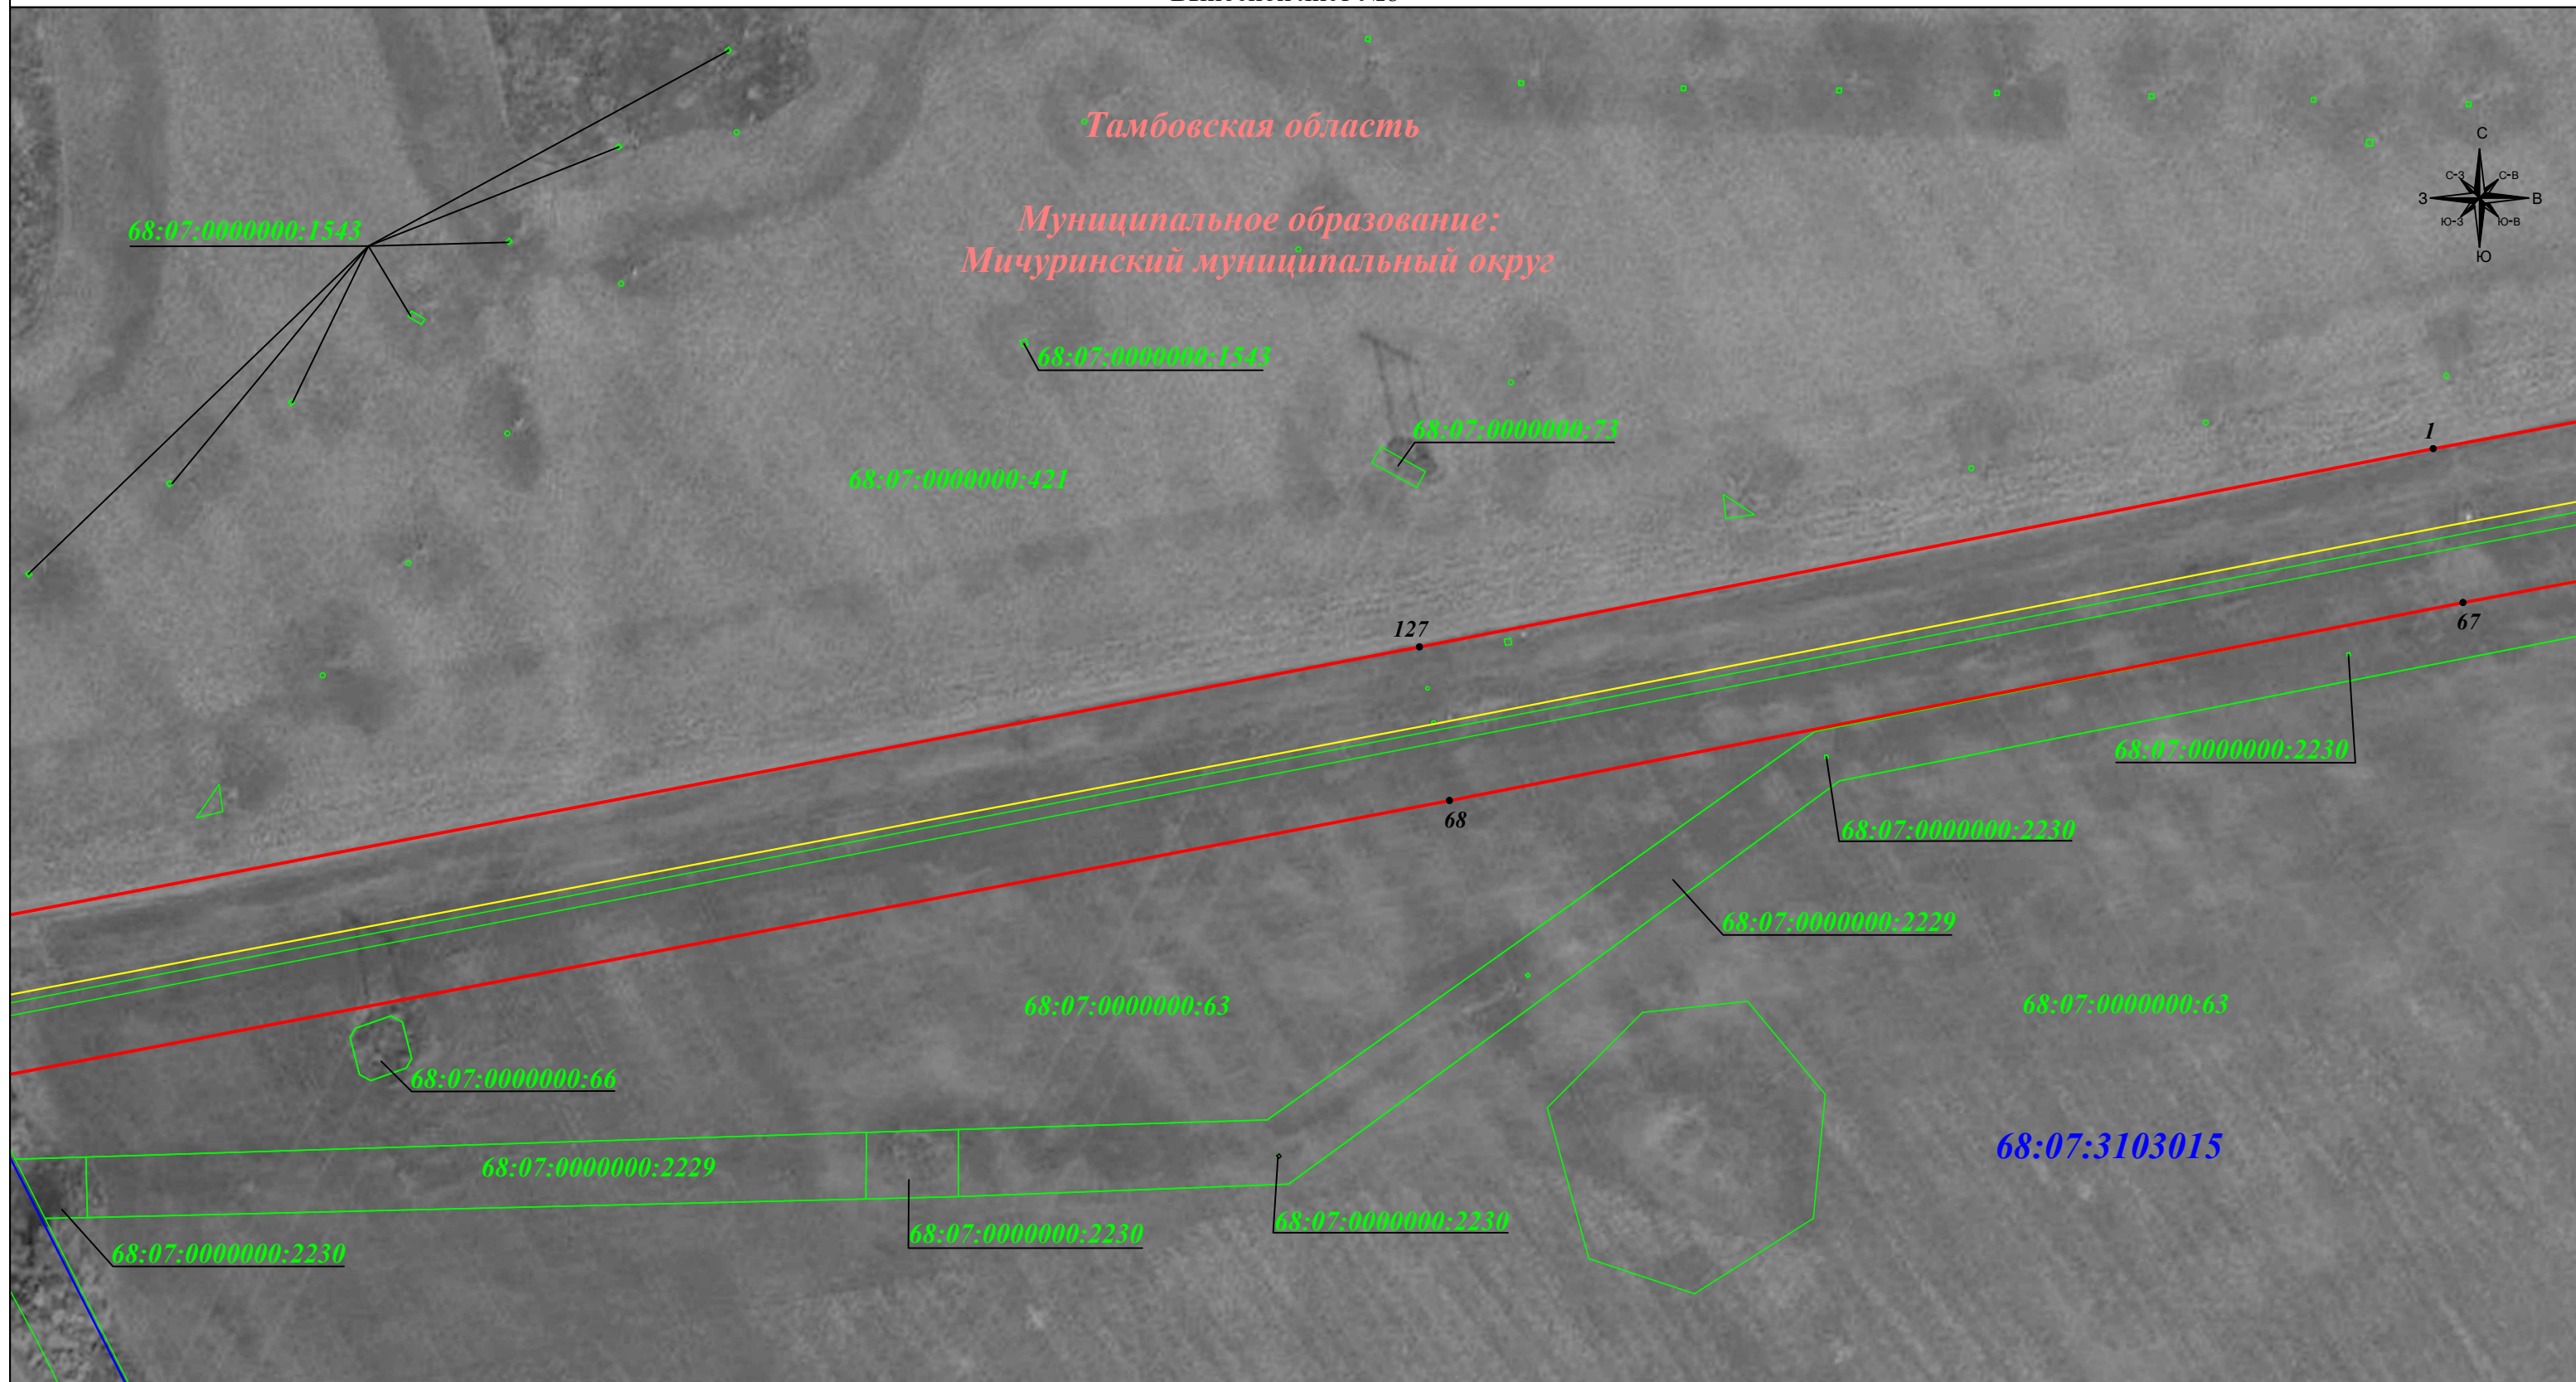 Тамбовская область
С
С-З
С-В
З
В
Ю-З
Ю-В
Ю
Муниципальное образование:
Мичуринский муниципальный округ
68:07:0000000:1543
68:07:0000000:1543
68:07:0000000:73
1
68:07:0000000:421
127
67
68:07:0000000:2230
68
68:07:0000000:2230
68:07:0000000:2229
68:07:0000000:63
68:07:0000000:63
68:07:0000000:66
68:07:3103015
68:07:0000000:2229
68:07:0000000:2230
68:07:0000000:2230
68:07:0000000:2230